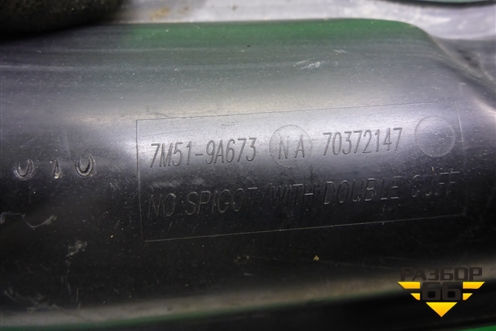 7M51-9A673 NA 70372147
NO SPIGOT WITH DOUBLE CUFF
РАЗБОР